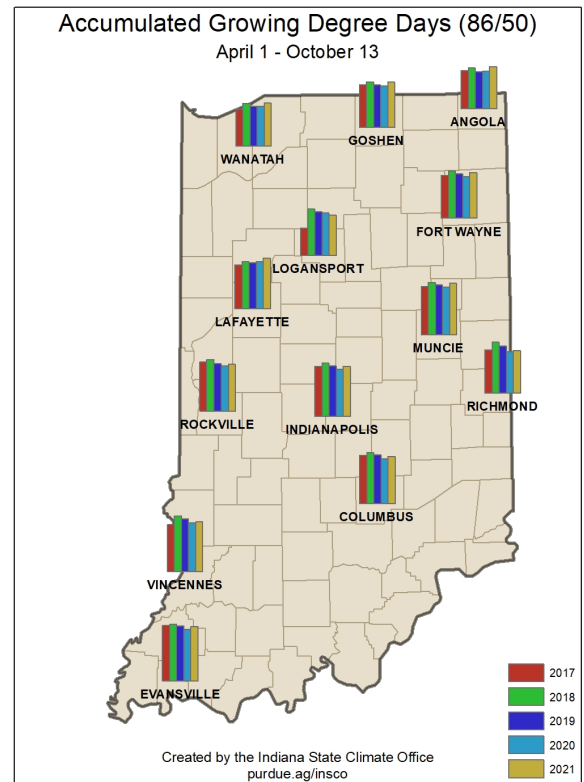 Accumulated Growing Degree Days (86/50)
April 1 - October 13
ANGOLA
GOSHEN
WANATAH
FORT WAYNE
LOGANSPORT
LAFAYETTE
MUNCIE
RICHMOND
ROCKVILLE
INDIANAPOLIS
COLUMBUS
VINCENNES
EVANSVILLE
2017
2018
2019
2020
2021
Created by the Indiana State Climate Office
purdue.ag/insco